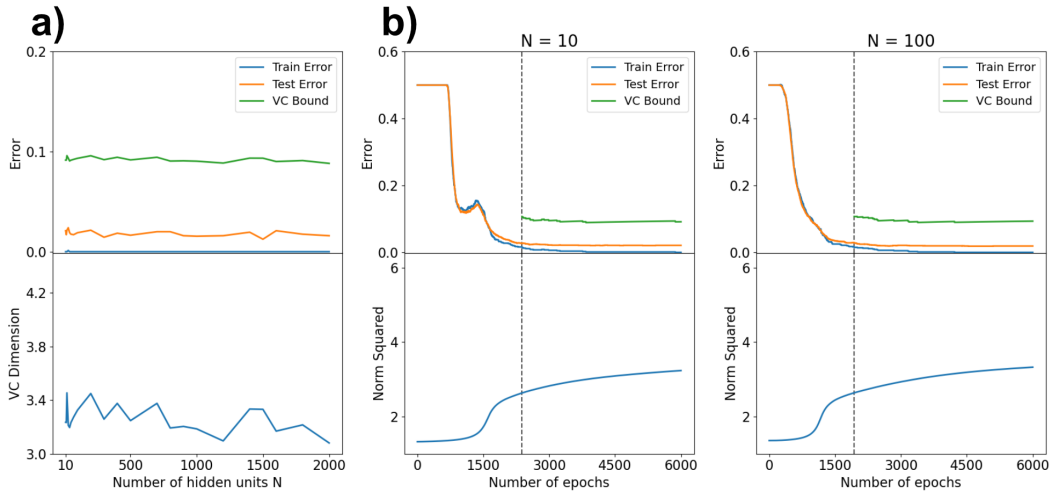 a)
0.2
0.1
0.0
Error
Train Error
Test Error
VC Bound
4.2
3.8
3.4
3.0
VC Dimension
10
500
1000
1500
2000
Number of hidden units N
b)
N = 10
0.6
0.4
0.2
0.0
Error
Train Error
Test Error
VC Bound
6
4
2
Norm Squared
0
1500
3000
4500
6000
Number of epochs
N = 100
0.6
0.4
0.2
0.0
Error
Train Error
Test Error
VC Bound
6
4
2
Norm Squared
0
1500
3000
4500
6000
Number of epochs